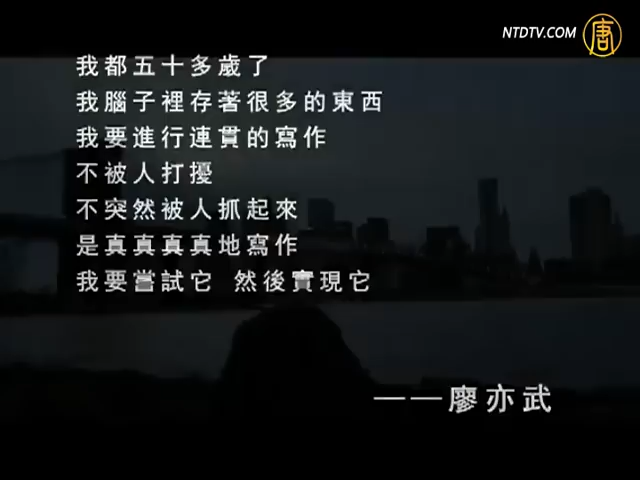 NTDTV.COM 唐
我都五十多歲了
我腦子裡存著很多的東西
我要進行連貫的寫作
不被人打擾
不突然被人抓起來
是真真真真地寫作
我要嘗試它 然後實現它
——廖亦武